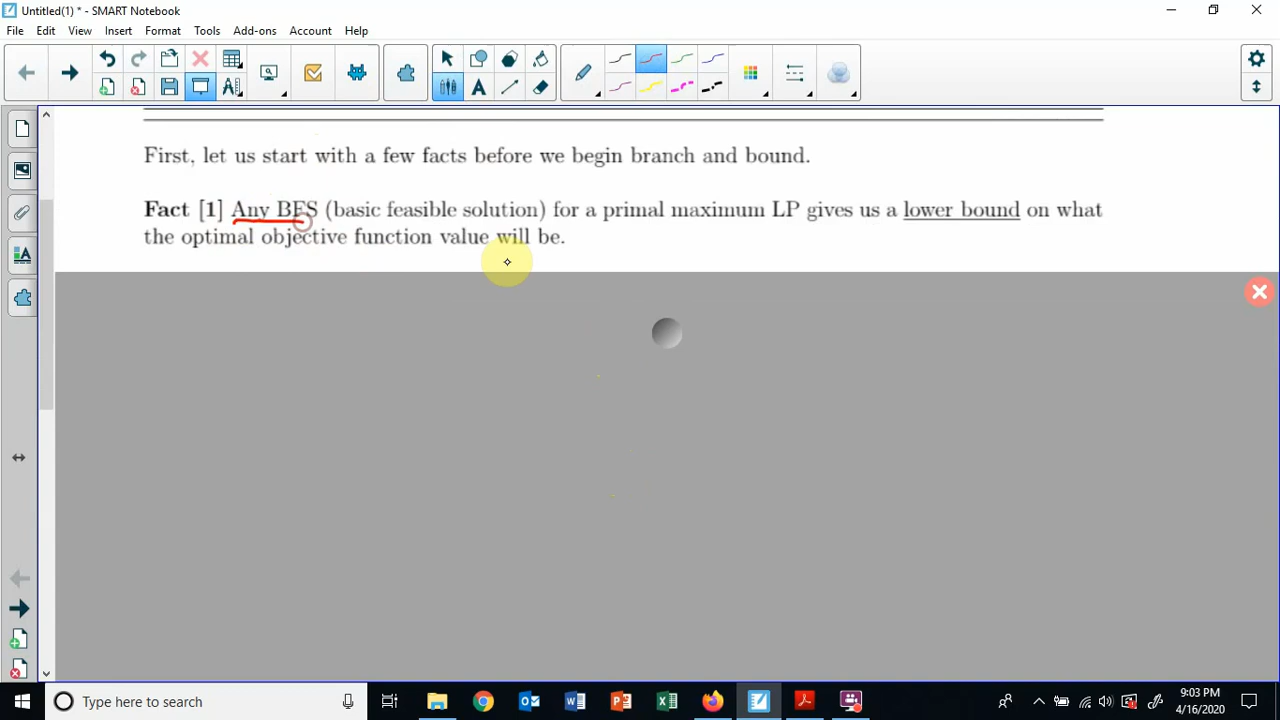 Untitled(1) * - SMART Notebook
File Edit View Insert Format Tools Add-ons Account Help
First, let us start with a few facts before we begin branch and bound.
Fact [1] Any BFS (basic feasible solution) for a primal maximum LP gives us a lower bound on what
the optimal objective function value will be.
Type here to search
9:03 PM
4/16/2020